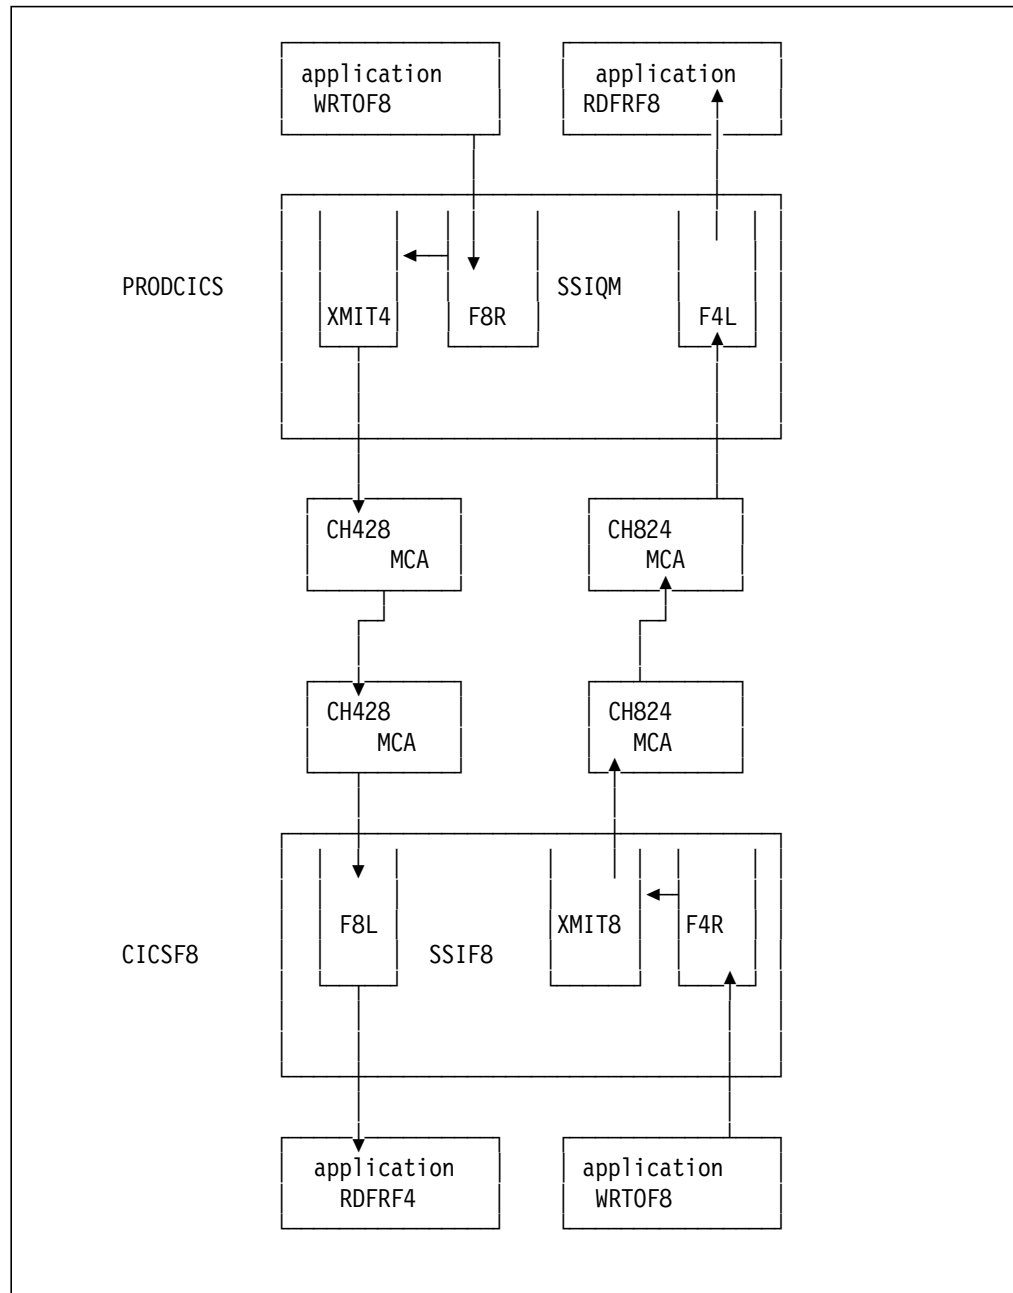 application
WRTOF8
application
RDFRF8
PRODCICS
SSIQM
XMIT4
F8R
F4L
CH428
MCA
CH824
MCA
CH428
MCA
CH824
MCA
F8L
XMIT8
F4R
CICSF8
SSIF8
application
RDFRF4
application
WRTOF8